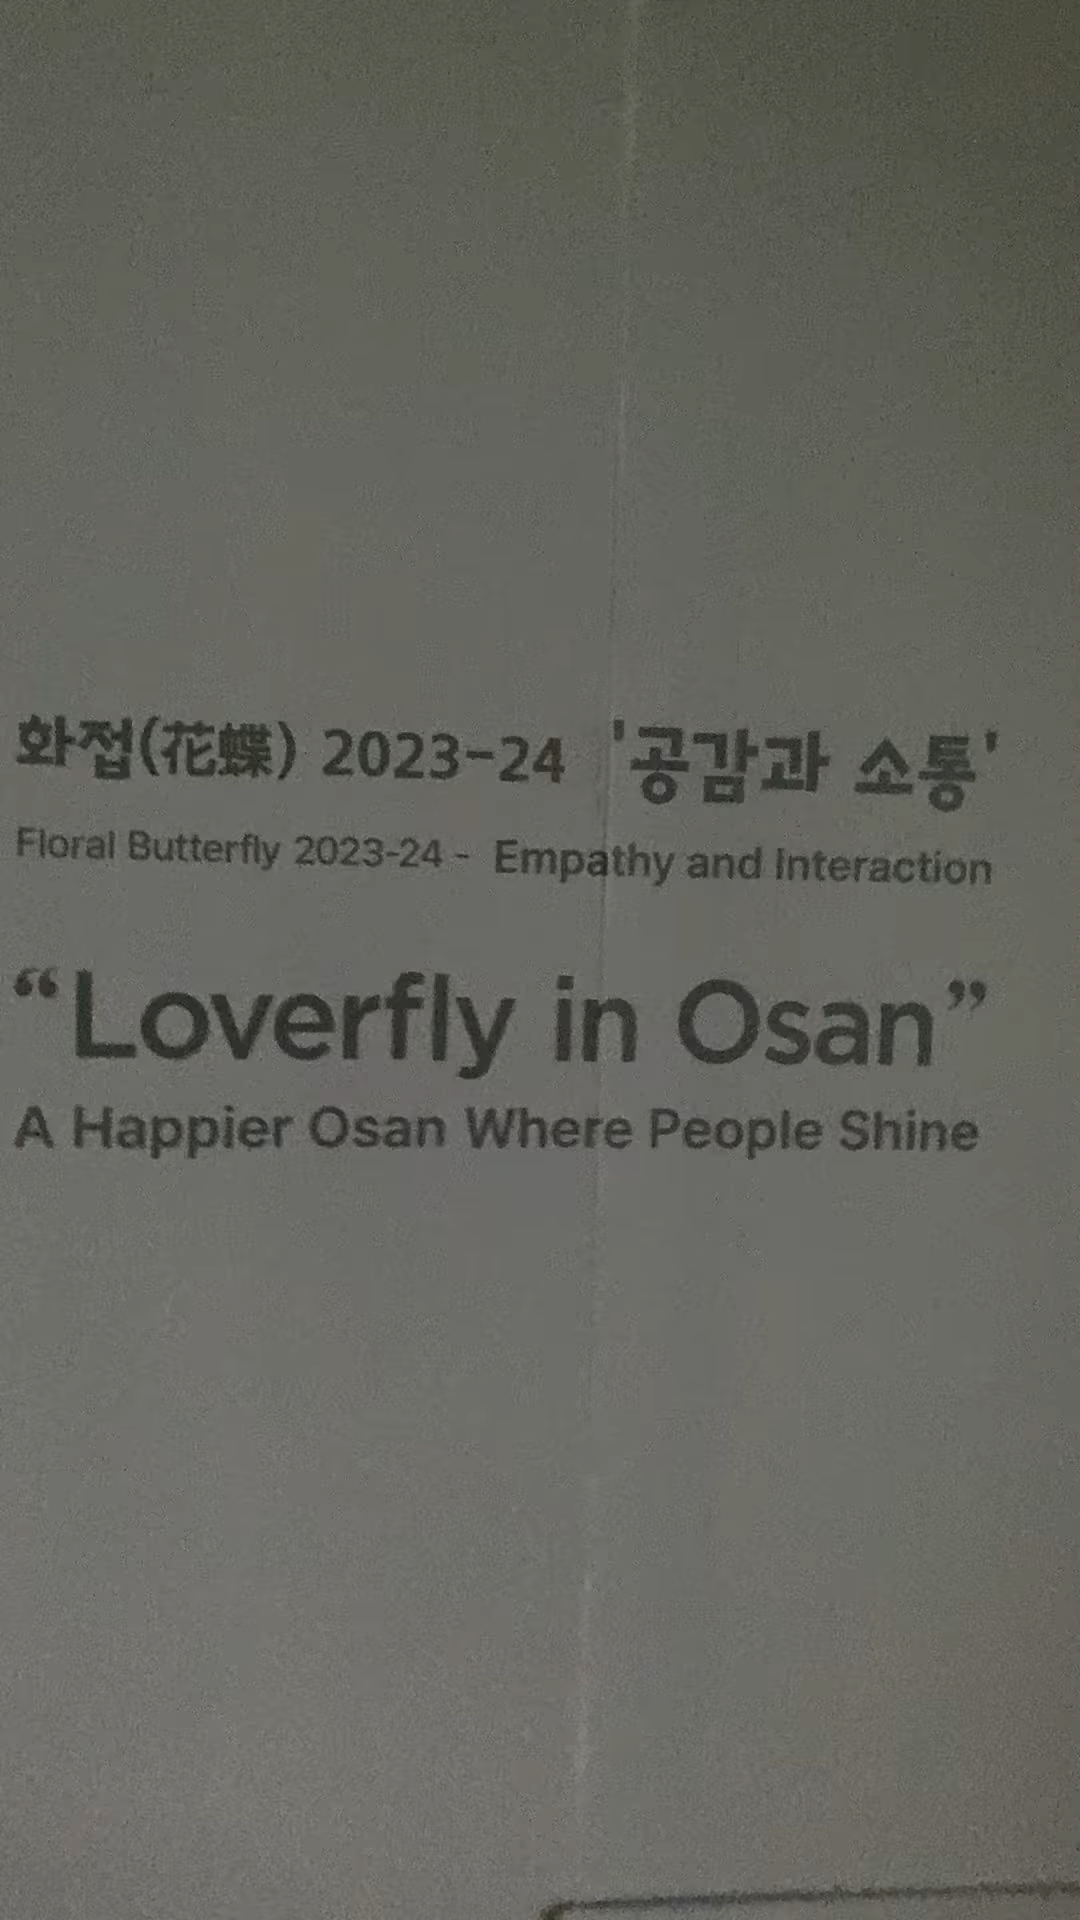 화접(花蝶) 2023-24 '공감과 소통'
Floral Butterfly 2023-24 - Empathy and Interaction
“Loverfly in Osan”
A Happier Osan Where People Shine